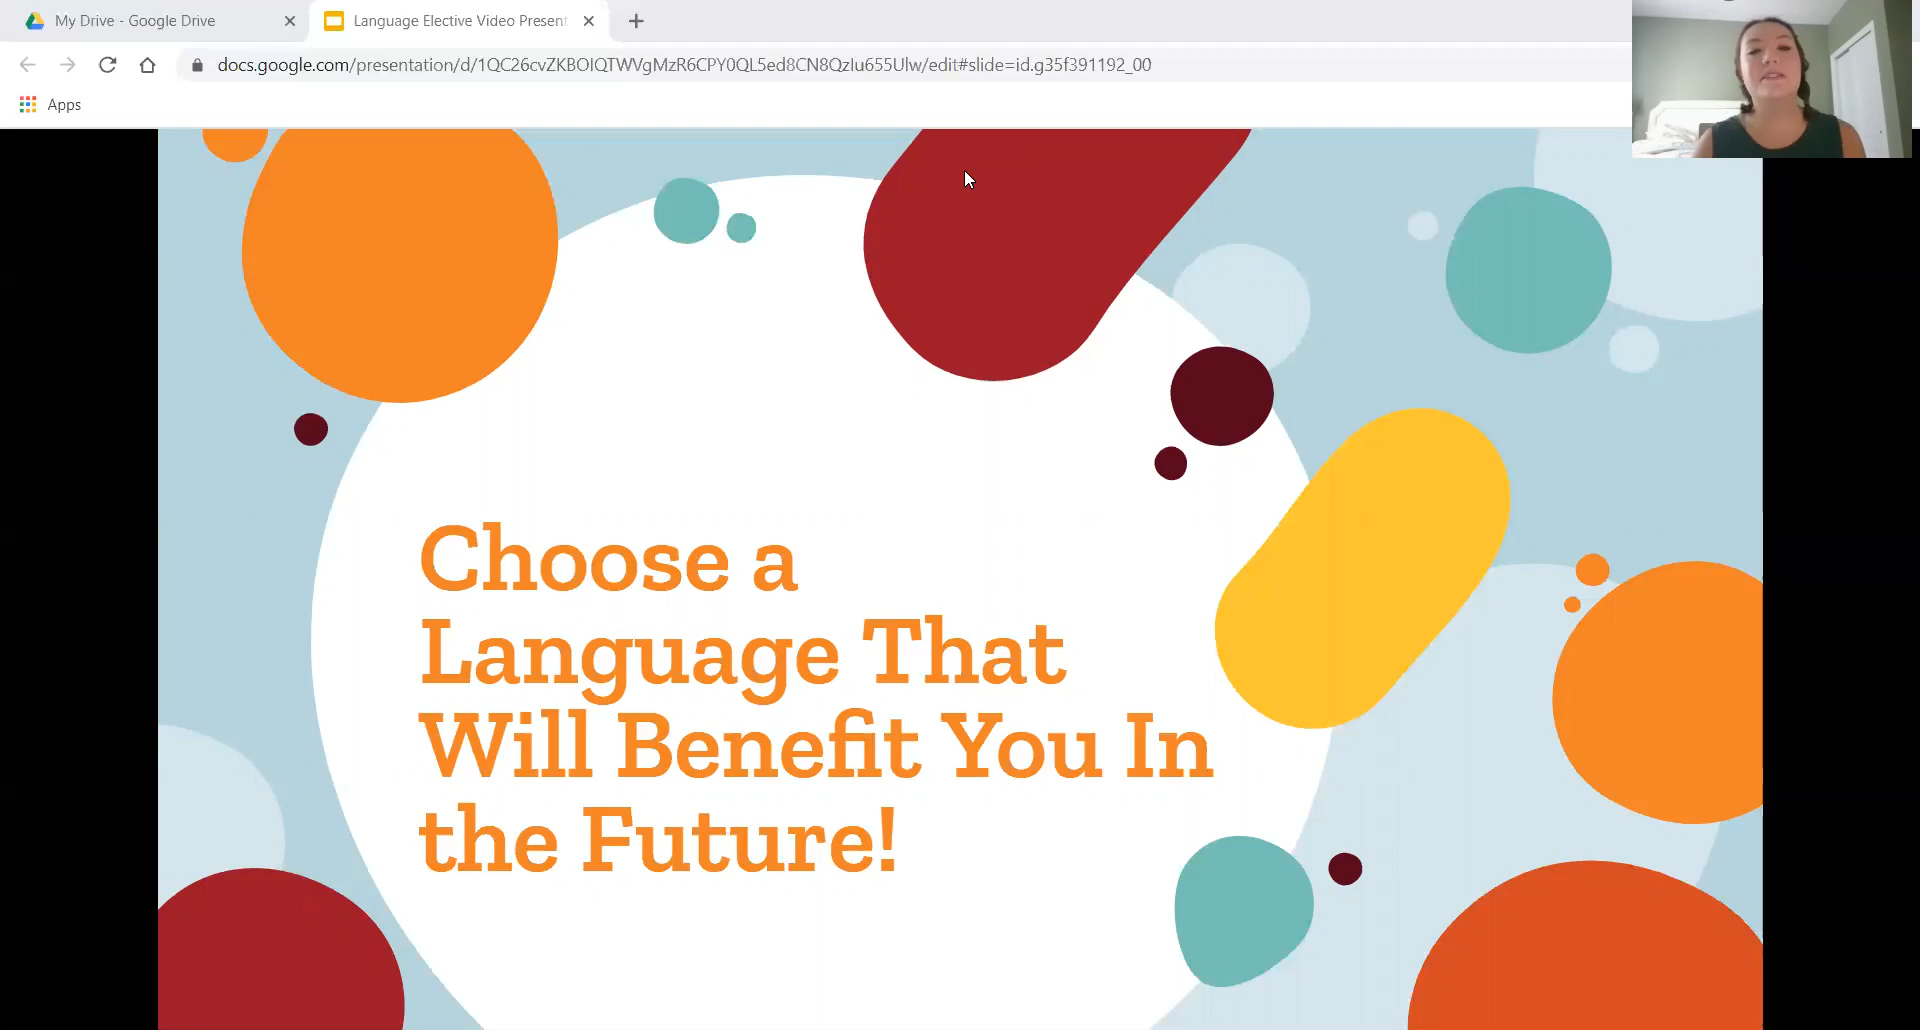 My Drive - Google Drive
Language Elective Video Present
docs.google.com/presentation/d/1QC26cvZKBOIQTWVgMzR6CPY0QL5ed8CN8QzIu655Ulw/edit#slide=id.g35f391192_00
Apps
Choose a
Language That
Will Benefit You In
the Future!